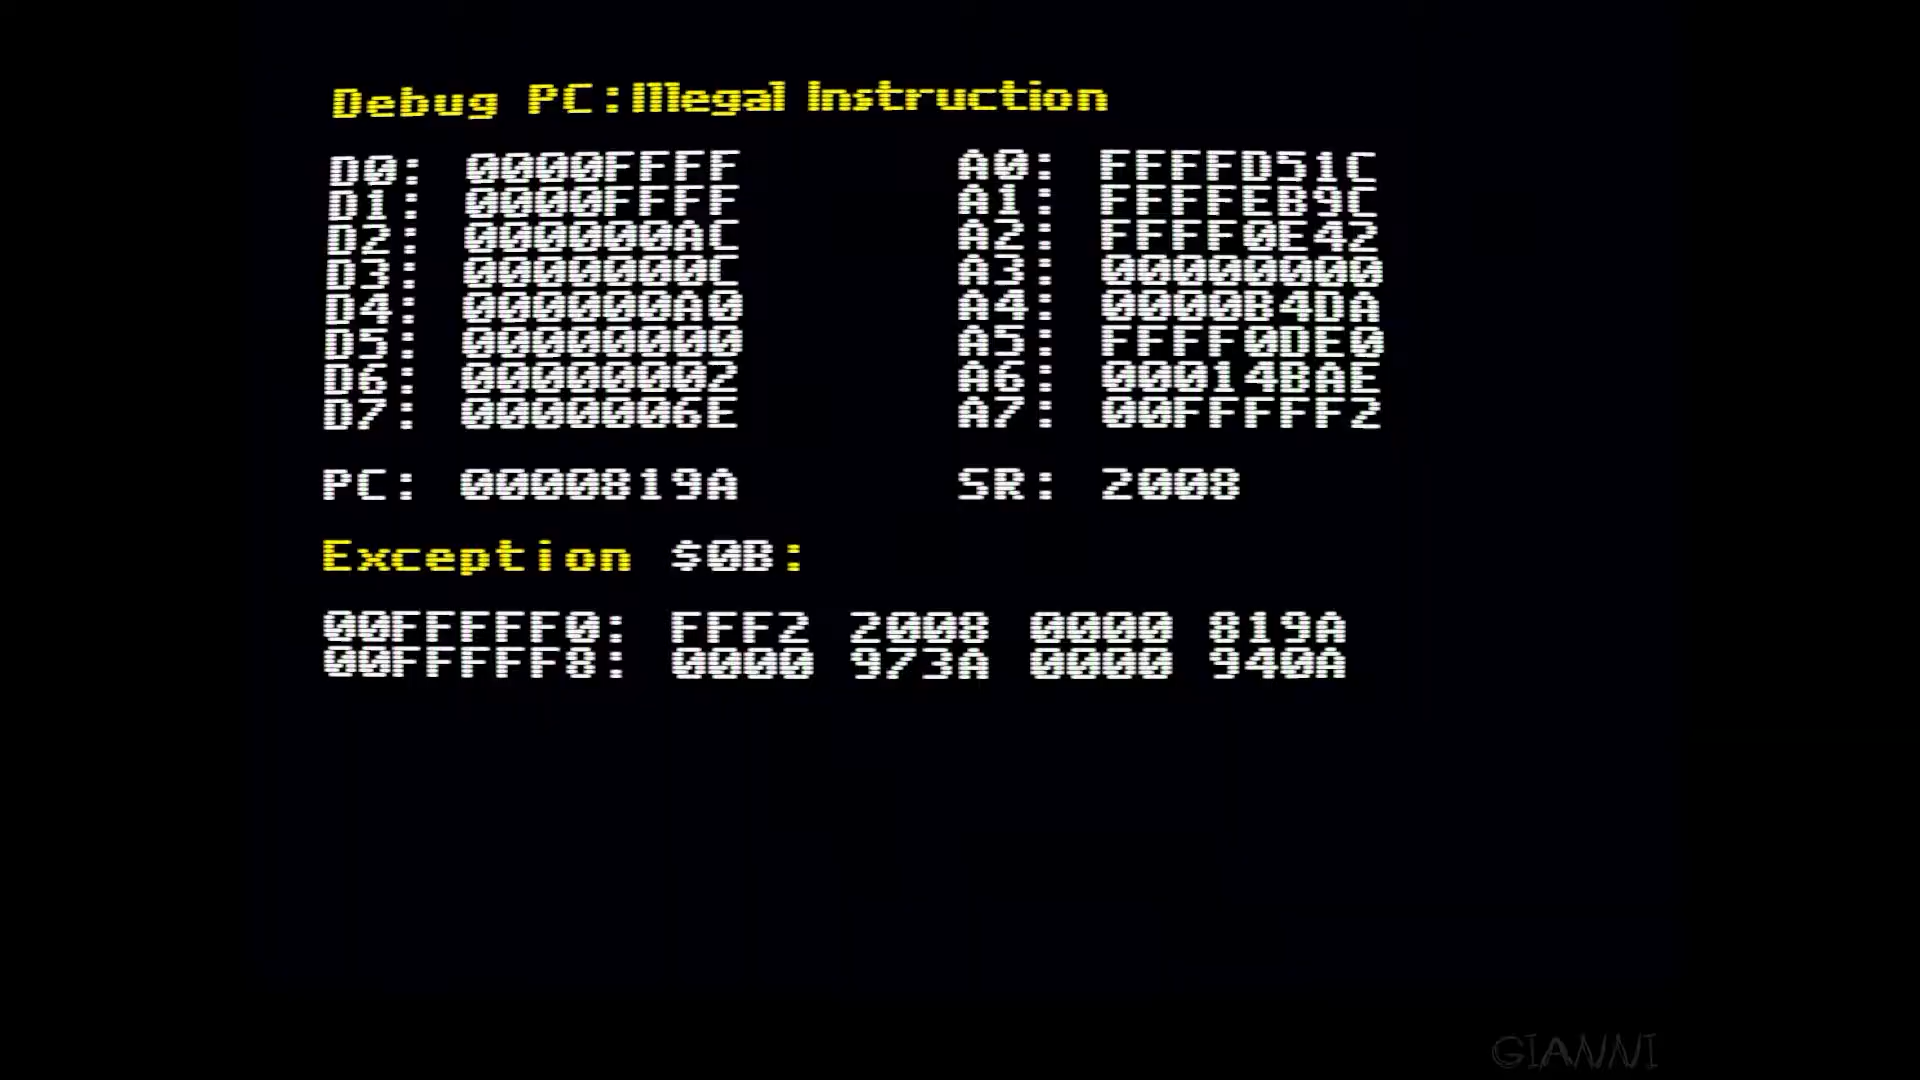 Debug PC:Illegal Instruction
D0: 0000FFFF A0: FFFFD51C
D1: 0000FFFF A1: FFFFEB9C
D2: 000000AC A2: FFFF0E42
D3: 0000000C A3: 00000000
D4: 000000A0 A4: 0000B4DA
D5: 00000000 A5: FFFF0DE0
D6: 00000002 A6: 00014BAE
D7: 0000006E A7: 00FFFFF2
PC: 0000819A SR: 2008
Exception $0B:
00FFFFF0: FFF2 2008 0000 819A
00FFFFF8: 0000 973A 0000 940A
GIANNI